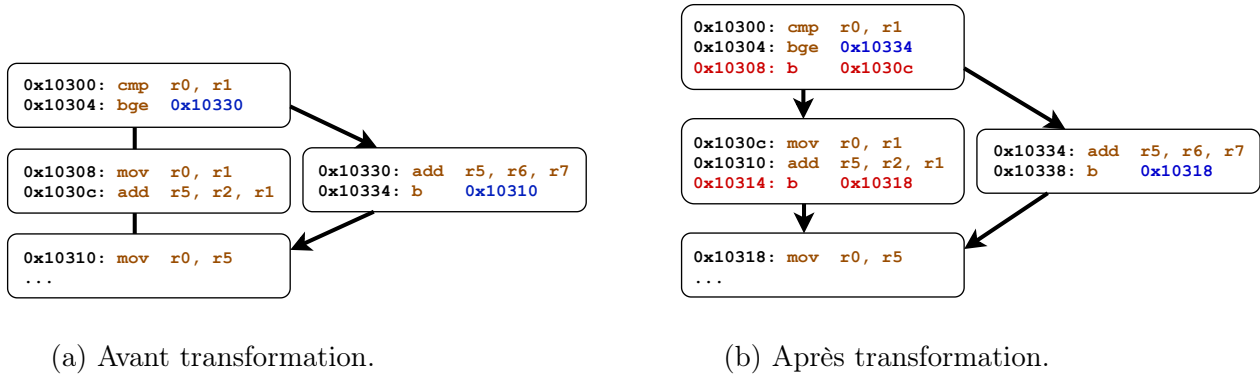 0x10300: cmp r0, r1
0x10304: bge 0x10330
0x10308: mov r0, r1
0x1030c: add r5, r2, r1
0x10330: add r5, r6, r7
0x10334: b 0x10310
0x10310: mov r0, r5
...
(a) Avant transformation.
0x10300: cmp r0, r1
0x10304: bge 0x10334
0x10308: b 0x1030c
0x1030c: mov r0, r1
0x10310: add r5, r2, r1
0x10314: b 0x10318
0x10334: add r5, r6, r7
0x10338: b 0x10318
0x10318: mov r0, r5
...
(b) Après transformation.